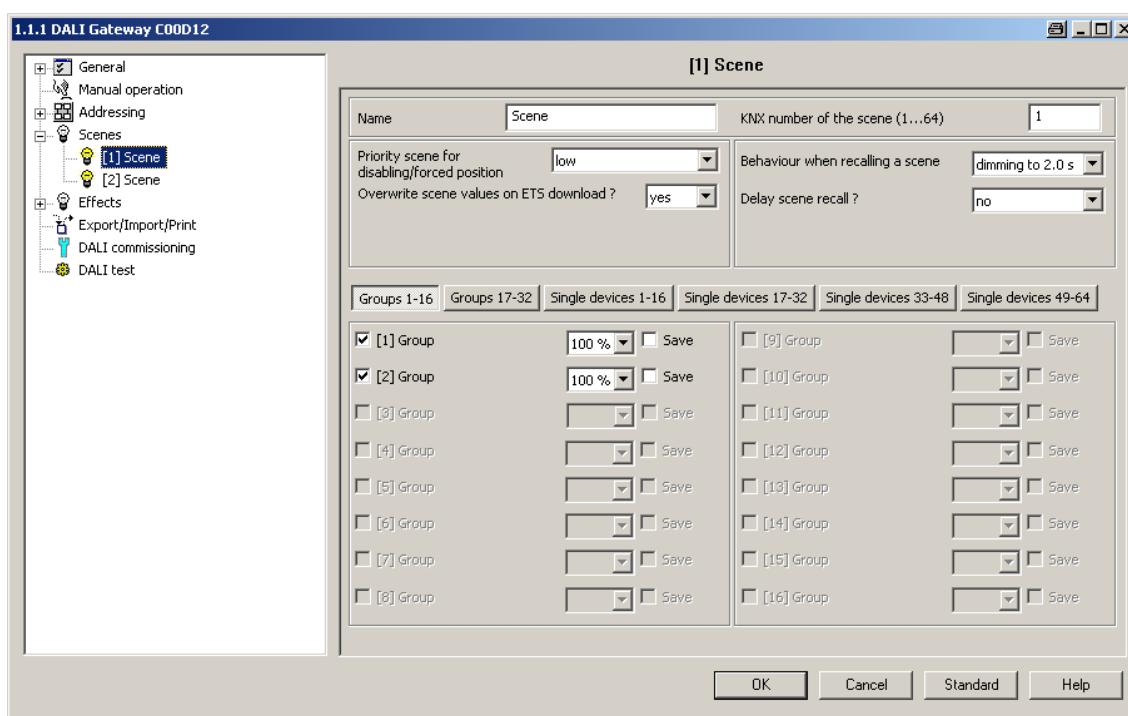 1.1.1 DALI Gateway C00D12
General
Manual operation
Addressing
Scenes
[1] Scene
[2] Scene
Effects
Export/Import/Print
DALI commissioning
DALI test
[1] Scene
Name Scene KNX number of the scene (1...64) 1
Priority scene for
disabling/forced position low
Overwrite scene values on ETS download ? yes
Behaviour when recalling a scene dimming to 2.0 s
Delay scene recall ? no
Groups 1-16 Groups 17-32 Single devices 1-16 Single devices 17-32 Single devices 33-48 Single devices 49-64
[1] Group 100 % Save [9] Group Save
[2] Group 100 % Save [10] Group Save
[3] Group Save [11] Group Save
[4] Group Save [12] Group Save
[5] Group Save [13] Group Save
[6] Group Save [14] Group Save
[7] Group Save [15] Group Save
[8] Group Save [16] Group Save
OK Cancel Standard Help